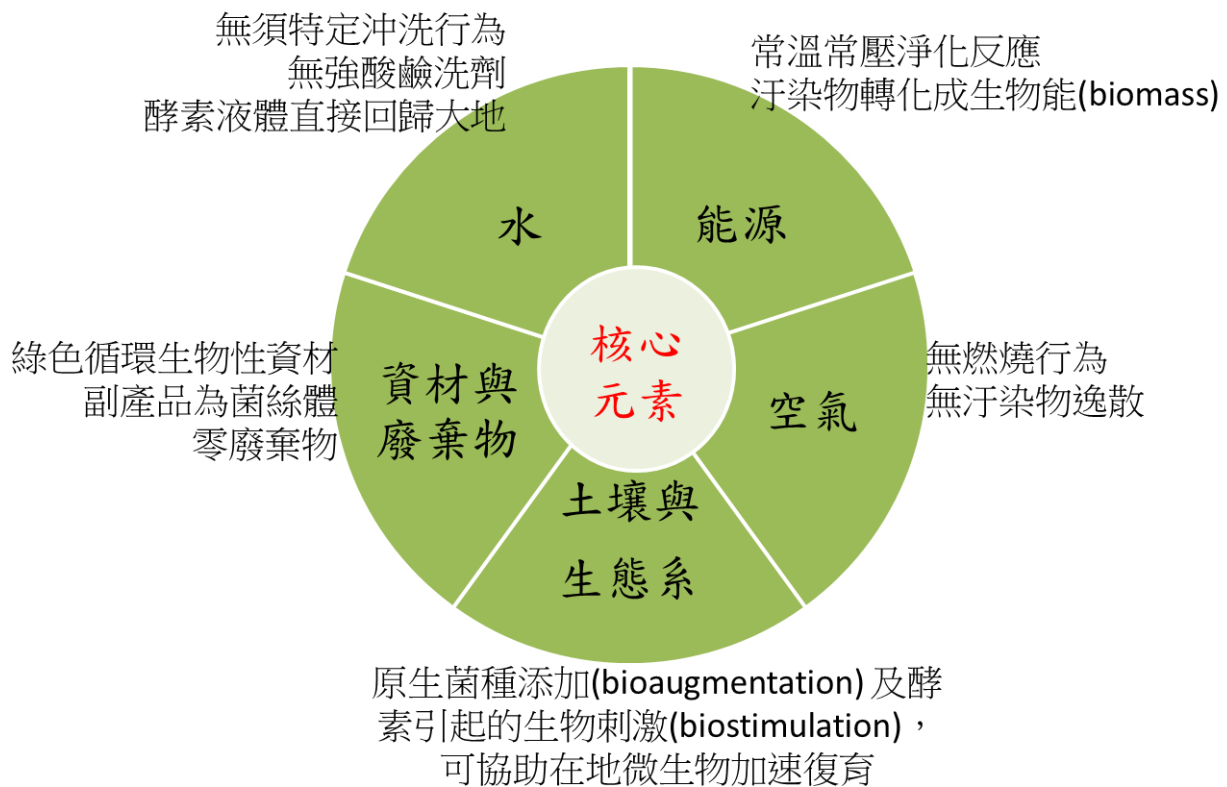 無須特定沖洗行為
無強酸鹼洗劑
酵素液體直接回歸大地
常溫常壓淨化反應
汙染物轉化成生物能(biomass)
水
能源
核心
元素
綠色循環生物性資材
副產品為菌絲體
零廢棄物
資材與
廢棄物
空氣
無燃燒行為
無汙染物逸散
土壤與
生態系
原生菌種添加(bioaugmentation) 及酵
素引起的生物刺激(biostimulation)，
可協助在地微生物加速復育